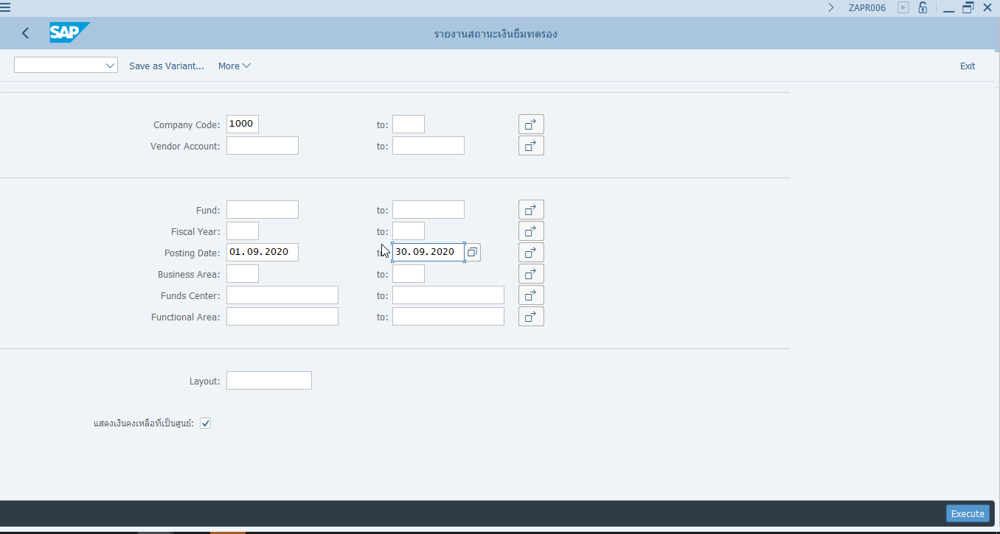 ZAPR006
SAP
รายงานสถานะเงินยืมทดรอง
Save as Variant...
More
Exit
Company Code: 1000 to:
Vendor Account: to:
Fund: to:
Fiscal Year: to:
Posting Date: 01.09.2020 to: 30.09.2020
Business Area: to:
Funds Center: to:
Functional Area: to:
Layout:
แสดงเงินคงเหลือที่เป็นศูนย์:
Execute